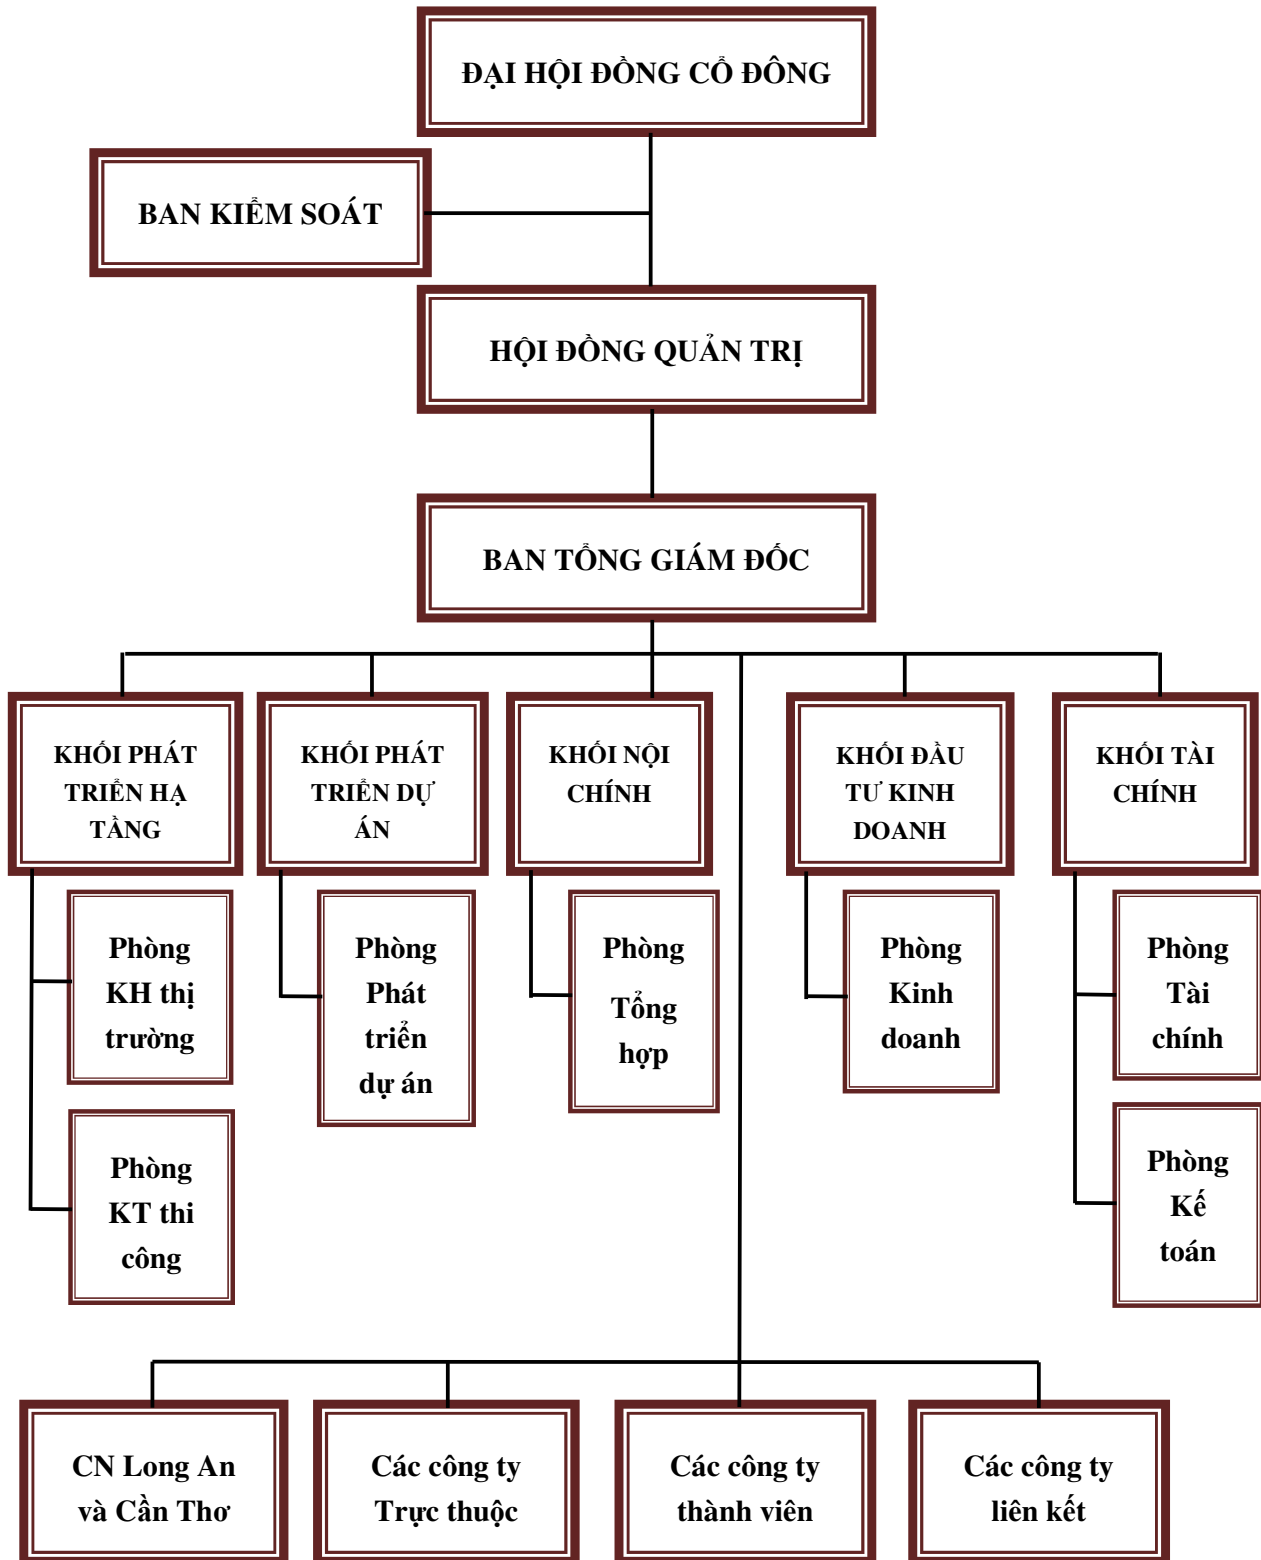 ĐẠI HỘI ĐỒNG CỔ ĐÔNG
BAN KIỂM SOÁT
HỘI ĐỒNG QUẢN TRỊ
BAN TỔNG GIÁM ĐỐC
KHỐI PHÁT
TRIỂN HẠ
TẦNG
KHỐI PHÁT
TRIỂN DỰ
ÁN
KHỐI NỘI
CHÍNH
KHỐI ĐẦU
TƯ KINH
DOANH
KHỐI TÀI
CHÍNH
Phòng
KH thị
trường
Phòng
Phát
triển
dự án
Phòng
Tổng
hợp
Phòng
Kinh
doanh
Phòng
Tài
chính
Phòng
KT thi
công
Phòng
Kế
toán
CN Long An
và Cần Thơ
Các công ty
Trực thuộc
Các công ty
thành viên
Các công ty
liên kết